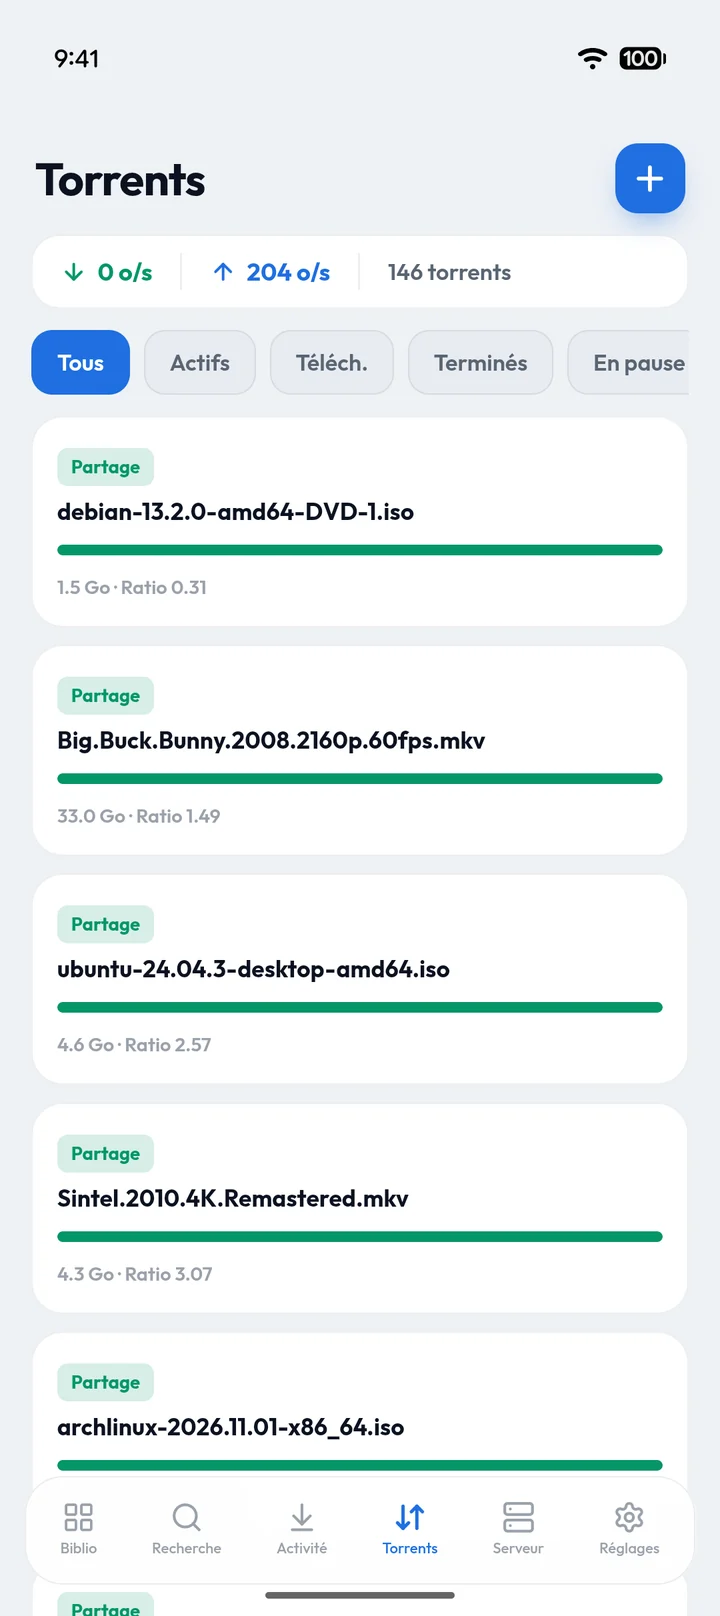 9:41
100
Torrents
0 o/s
204 o/s
146 torrents
Tous
Actifs
Téléch.
Terminés
En pause
Partage
debian-13.2.0-amd64-DVD-1.iso
1.5 Go · Ratio 0.31
Partage
Big.Buck.Bunny.2008.2160p.60fps.mkv
33.0 Go · Ratio 1.49
Partage
ubuntu-24.04.3-desktop-amd64.iso
4.6 Go · Ratio 2.57
Partage
Sintel.2010.4K.Remastered.mkv
4.3 Go · Ratio 3.07
Partage
archlinux-2026.11.01-x86_64.iso
Biblio
Recherche
Activité
Torrents
Serveur
Réglages
Partage